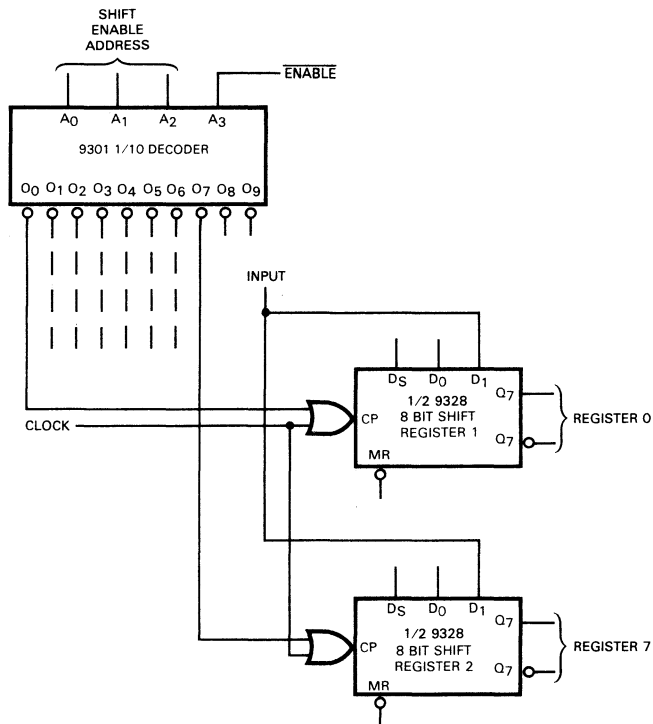 SHIFT
ENABLE
ADDRESS
ENABLE
A0 A1 A2 A3
9301 1/10 DECODER
O0 O1 O2 O3 O4 O5 O6 O7 O8 O9
INPUT
DS D0 D1
1/2 9328
8 BIT SHIFT
REGISTER 1
CP
MR
Q7
Q7
REGISTER 0
CLOCK
DS D0 D1
1/2 9328
8 BIT SHIFT
REGISTER 2
CP
MR
Q7
Q7
REGISTER 7